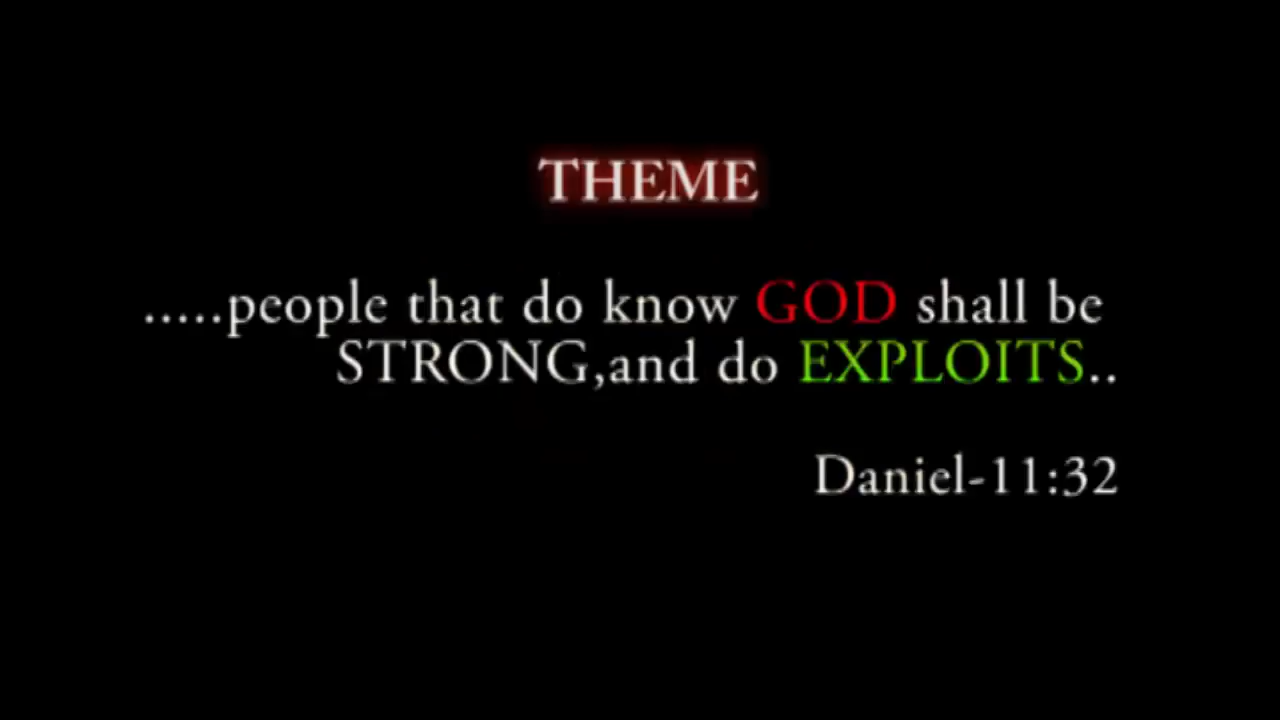 THEME
.....people that do know GOD shall be
STRONG,and do EXPLOITS..
Daniel-11:32